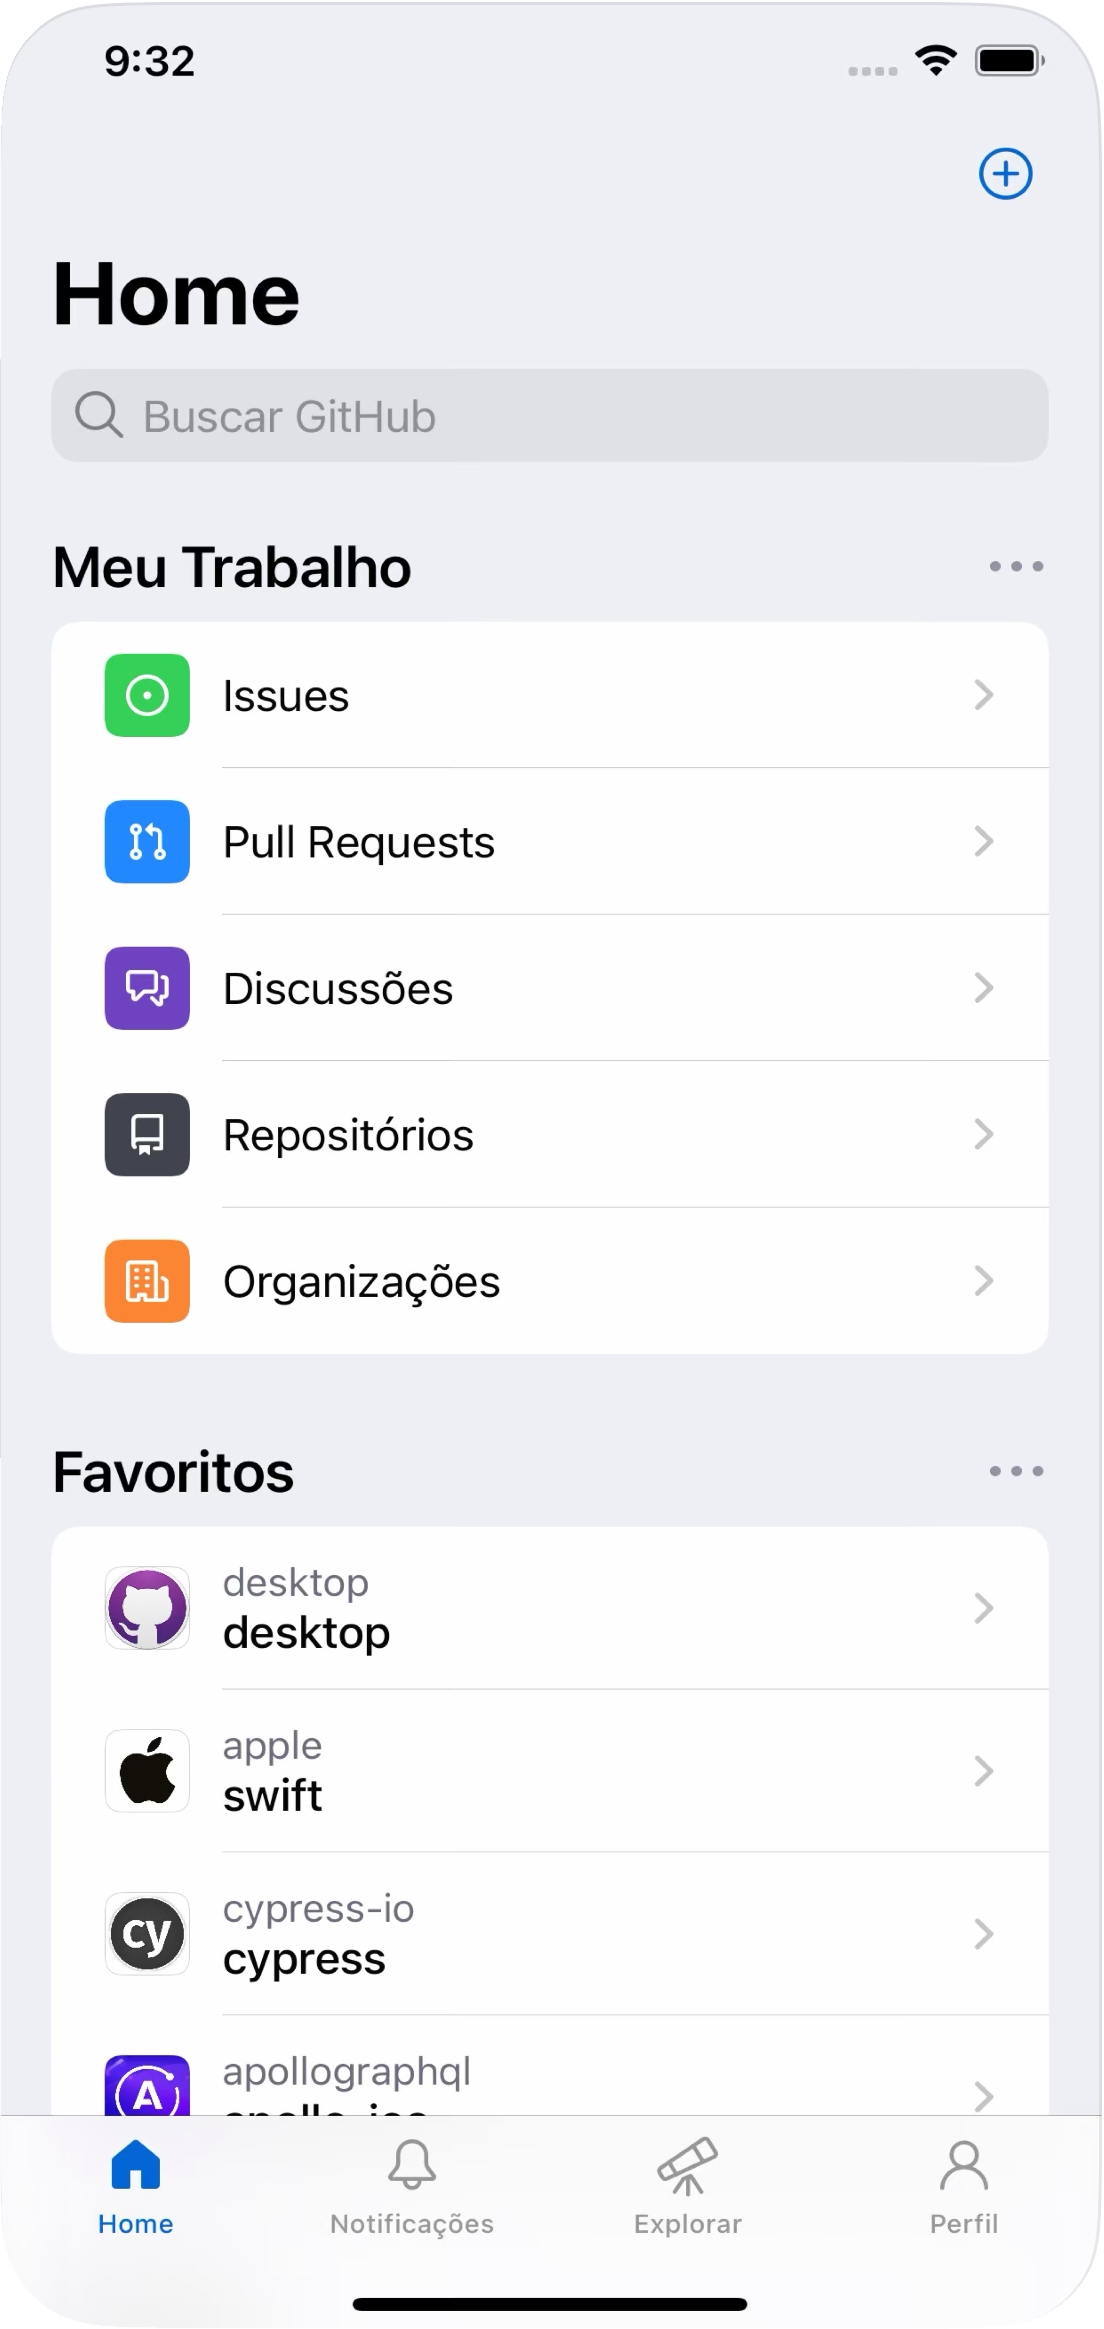 9:32
Home
Buscar GitHub
Meu Trabalho
Issues
Pull Requests
Discussões
Repositórios
Organizações
Favoritos
desktop
desktop
apple
swift
cy
cypress-io
cypress
A
apollographql
Home
Notificações
Explorar
Perfil